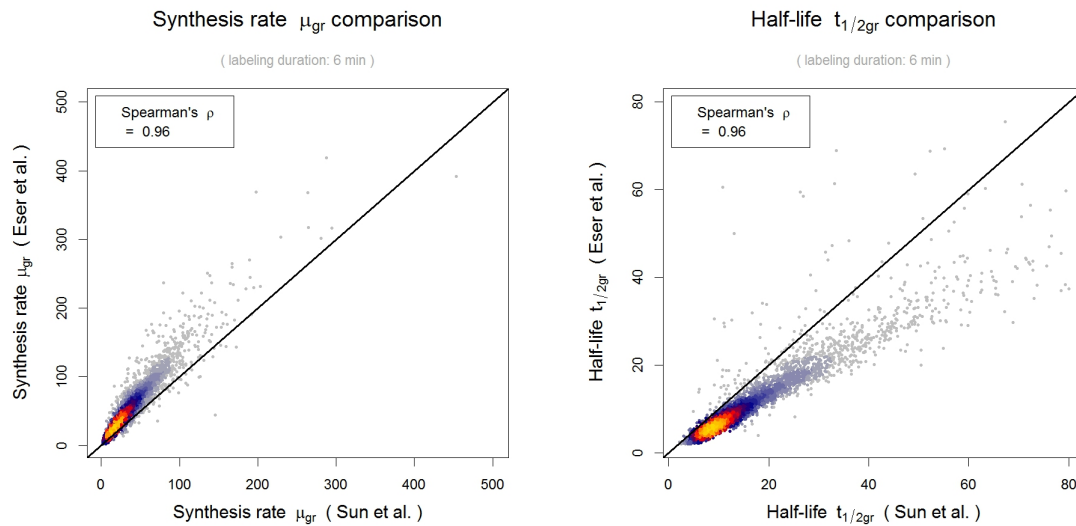 Synthesis rate μgr comparison
( labeling duration: 6 min )
Spearman's ρ
= 0.96
Synthesis rate μgr ( Eser et al. )
500
400
300
200
100
0
0 100 200 300 400 500
Synthesis rate μgr ( Sun et al. )
Half-life t1/2gr comparison
( labeling duration: 6 min )
Spearman's ρ
= 0.96
Half-life t1/2gr ( Eser et al. )
80
60
40
20
0
0 20 40 60 80
Half-life t1/2gr ( Sun et al. )